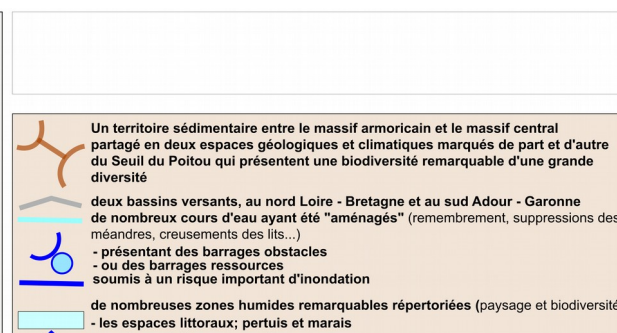 Un territoire sédimentaire entre le massif armoricain et le massif central
partagé en deux espaces géologiques et climatiques marqués de part et d'autre
du Seuil du Poitou qui présentent une biodiversité remarquable d'une grande
diversité
deux bassins versants, au nord Loire - Bretagne et au sud Adour - Garonne
de nombreux cours d'eau ayant été "aménagés" (remembrement, suppressions des
méandres, creusements des lits...)
- présentant des barrages obstacles
- ou des barrages ressources
soumis à un risque important d'inondation
de nombreuses zones humides remarquables répertoriées (paysage et biodiversité
- les espaces littoraux; pertuis et marais